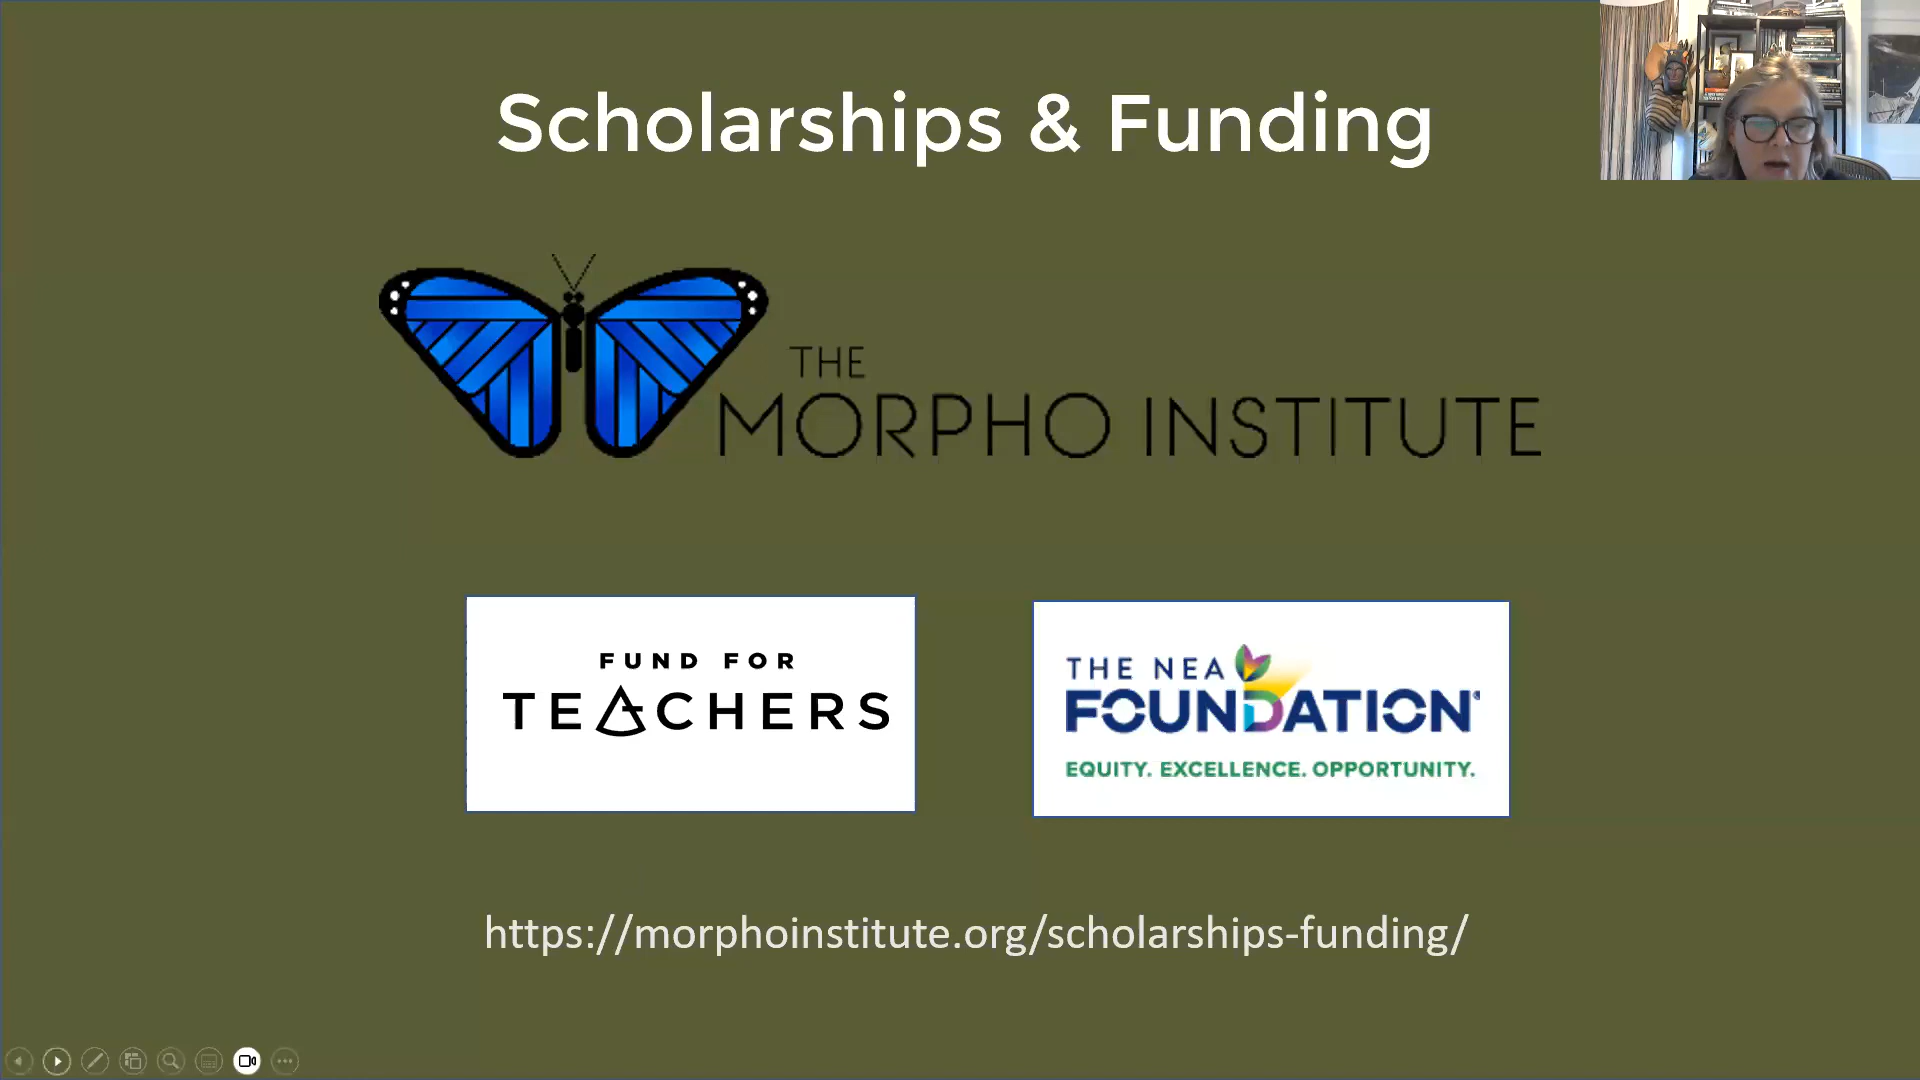 Scholarships & Funding
THE
MORPHO INSTITUTE
FUND FOR
TEACHERS
THE NEA
FOUNDATION
EQUITY. EXCELLENCE. OPPORTUNITY.
https://morphoinstitute.org/scholarships-funding/